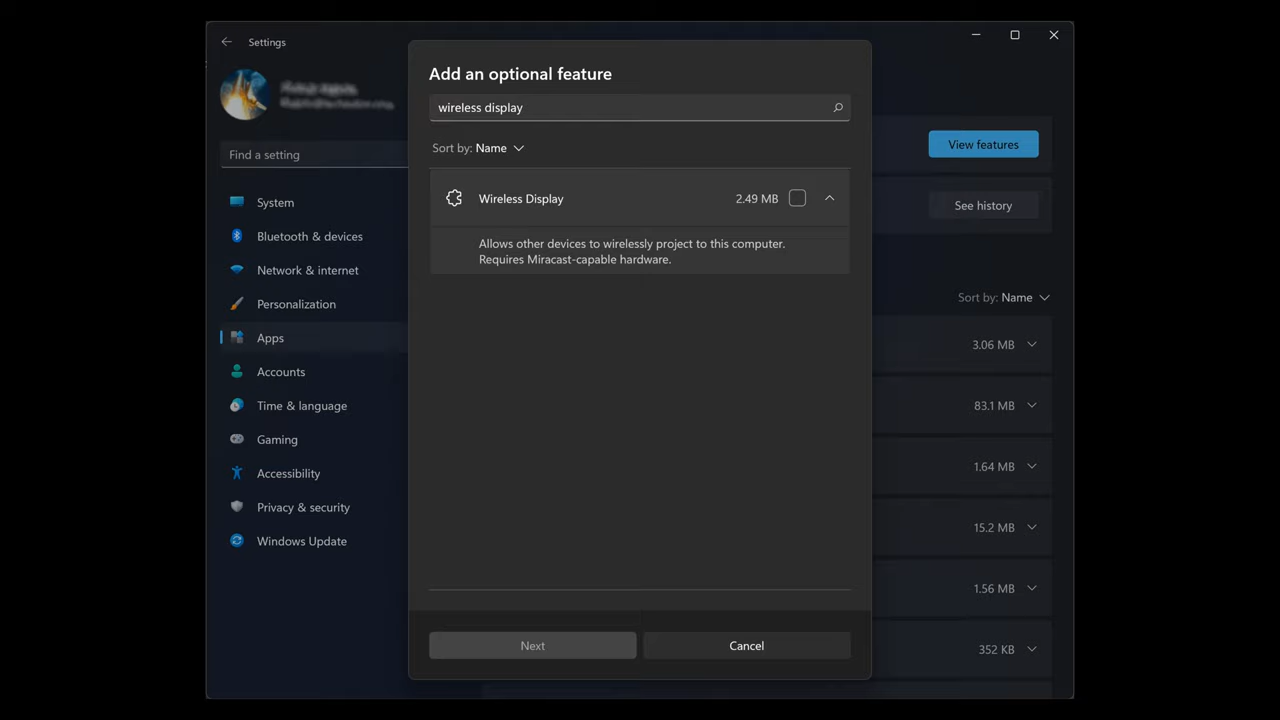 Settings
Find a setting
System
Bluetooth & devices
Network & internet
Personalization
Apps
Accounts
Time & language
Gaming
Accessibility
Privacy & security
Windows Update
Add an optional feature
wireless display
Sort by: Name
Wireless Display
2.49 MB
Allows other devices to wirelessly project to this computer.
Requires Miracast-capable hardware.
Next
Cancel
View features
See history
Sort by: Name
3.06 MB
83.1 MB
1.64 MB
15.2 MB
1.56 MB
352 KB